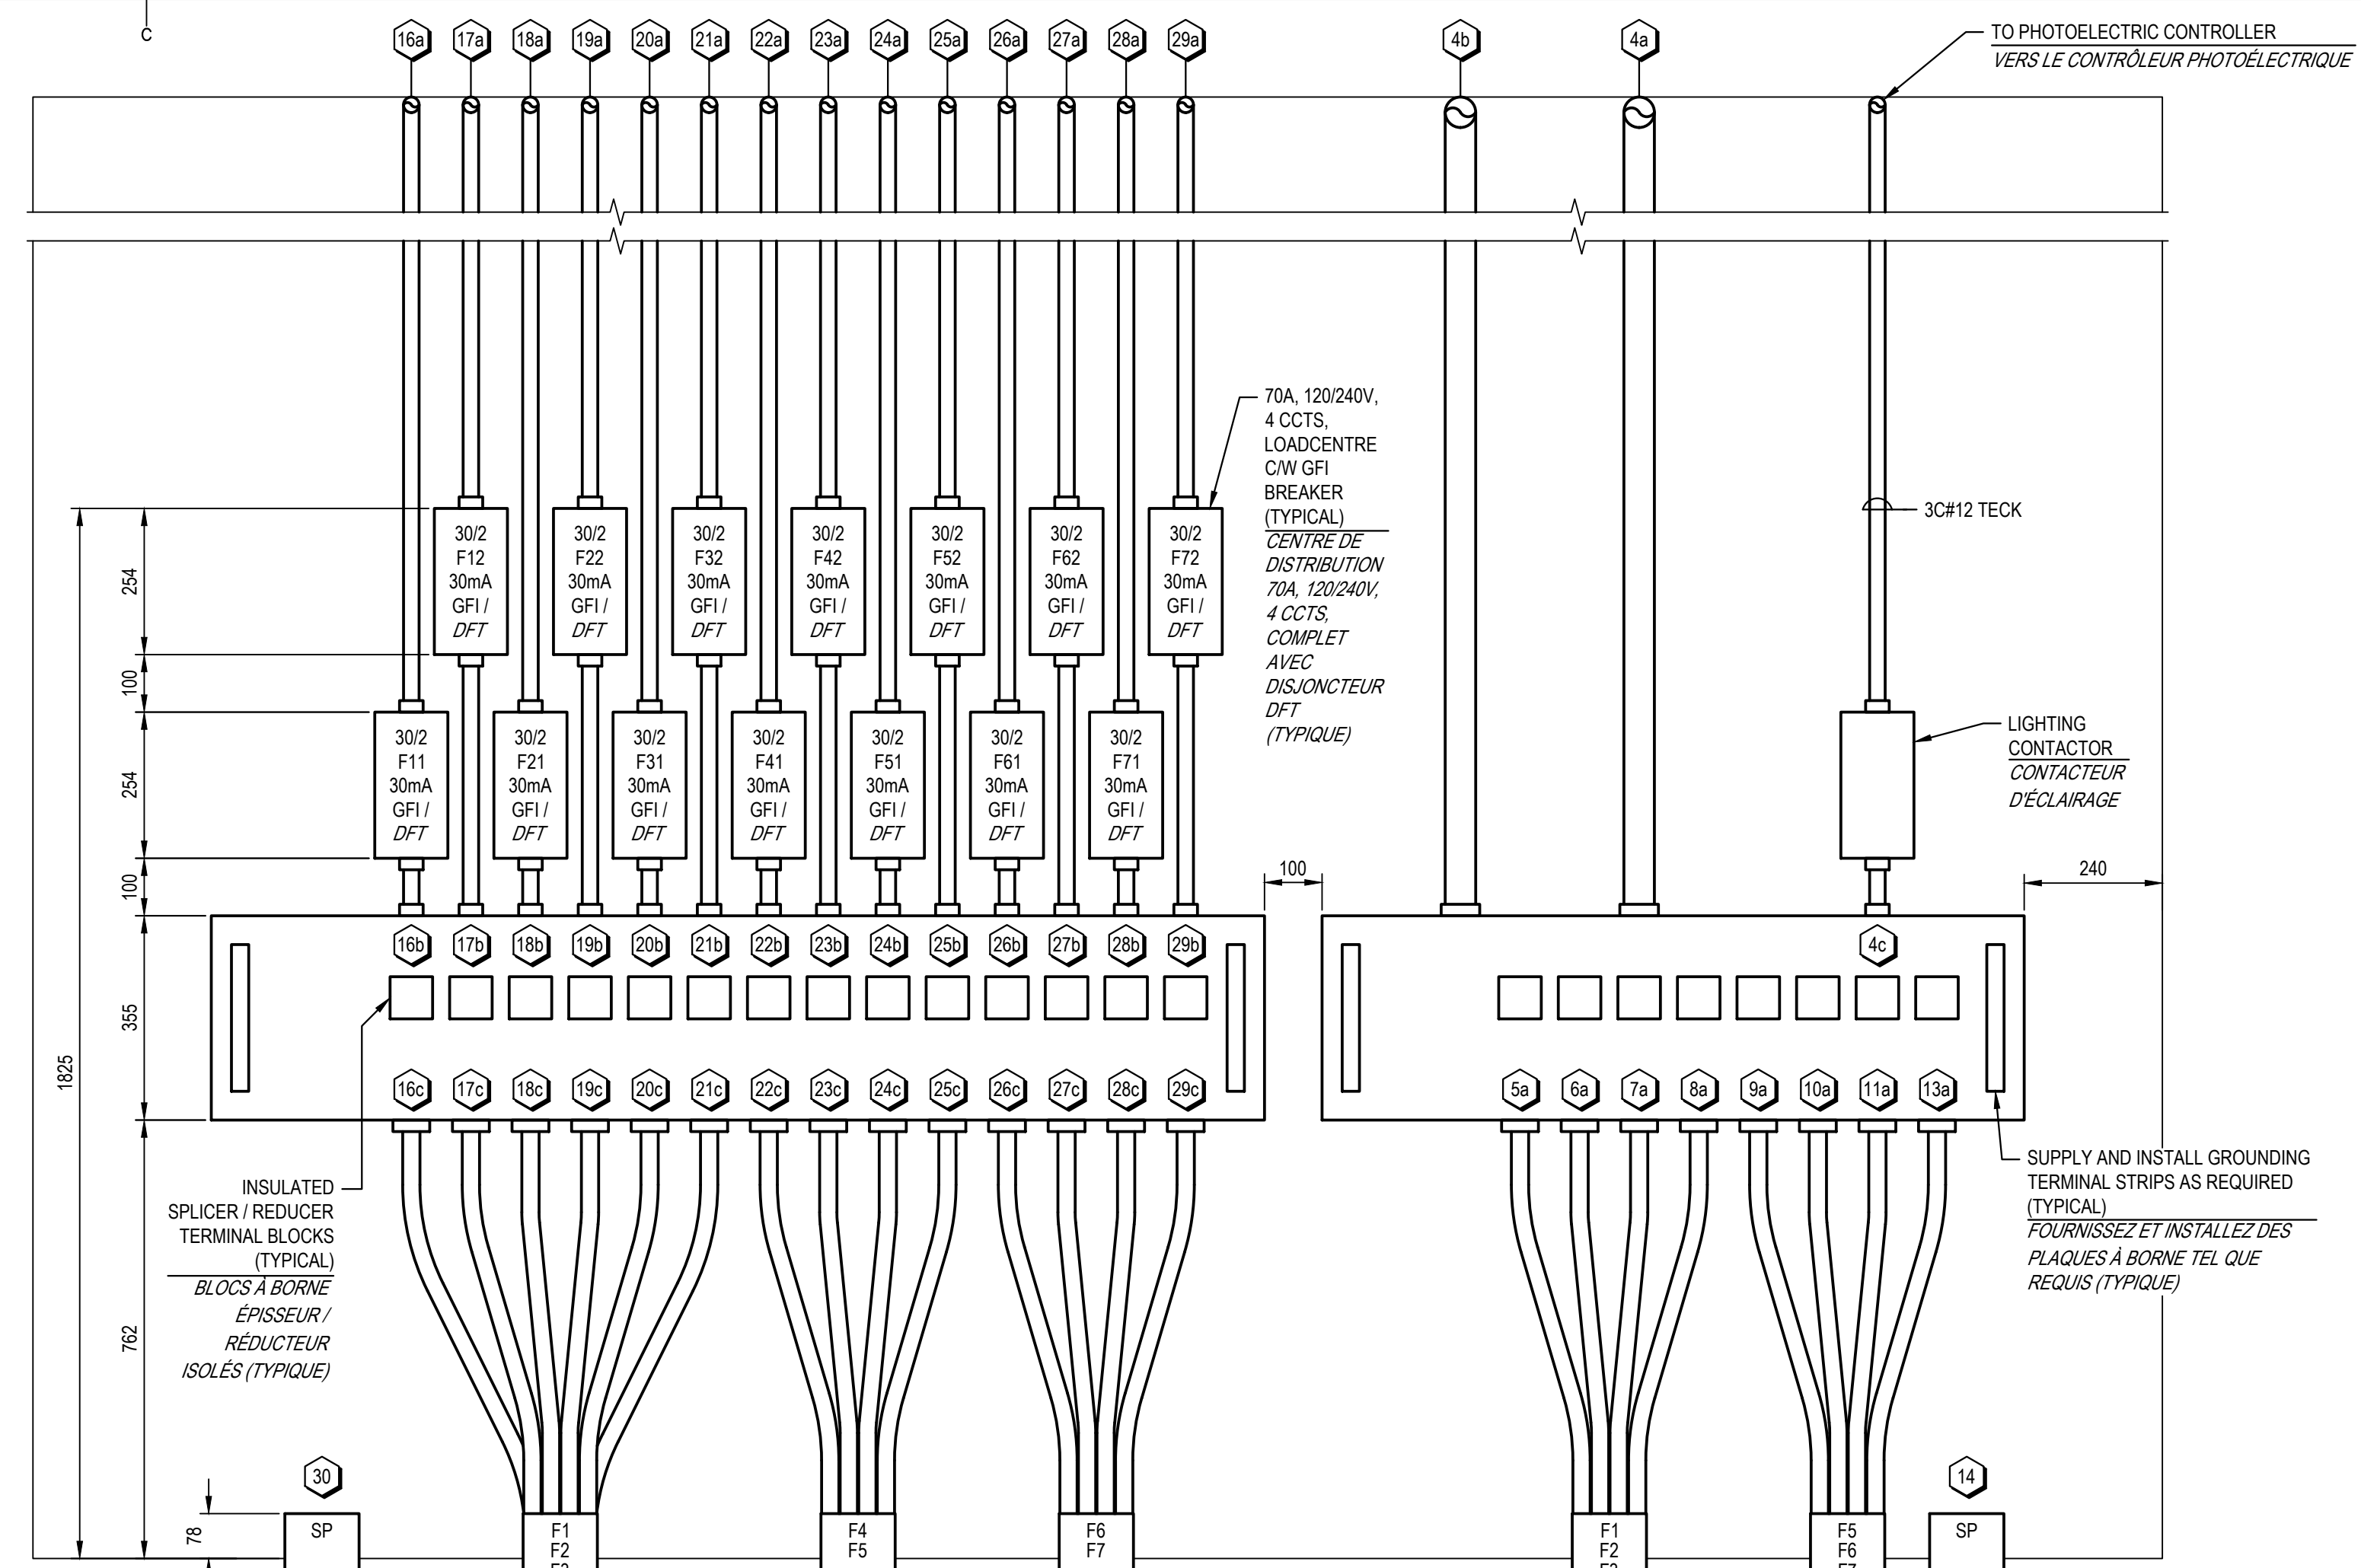 C
16a 17a 18a 19a 20a 21a 22a 23a 24a 25a 26a 27a 28a 29a 4b 4a
TO PHOTOELECTRIC CONTROLLER
VERS LE CONTRÔLEUR PHOTOÉLECTRIQUE
70A, 120/240V,
4 CCTS,
LOADCENTRE
C/W GFI
BREAKER
(TYPICAL)
CENTRE DE
DISTRIBUTION
70A, 120/240V,
4 CCTS,
COMPLET
AVEC
DISJONCTEUR
DFT
(TYPIQUE)
3C#12 TECK
30/2 30/2 30/2 30/2 30/2 30/2 30/2
F12 F22 F32 F42 F52 F62 F72
30mA 30mA 30mA 30mA 30mA 30mA 30mA
GFI / GFI / GFI / GFI / GFI / GFI / GFI /
DFT DFT DFT DFT DFT DFT DFT
254
100
30/2 30/2 30/2 30/2 30/2 30/2 30/2
F11 F21 F31 F41 F51 F61 F71
30mA 30mA 30mA 30mA 30mA 30mA 30mA
GFI / GFI / GFI / GFI / GFI / GFI / GFI /
DFT DFT DFT DFT DFT DFT DFT
254
LIGHTING
CONTACTOR
CONTACTEUR
D'ÉCLAIRAGE
100
100
240
16b 17b 18b 19b 20b 21b 22b 23b 24b 25b 26b 27b 28b 29b 4c
355
1825
16c 17c 18c 19c 20c 21c 22c 23c 24c 25c 26c 27c 28c 29c 5a 6a 7a 8a 9a 10a 11a 13a
INSULATED
SPLICER / REDUCER
TERMINAL BLOCKS
(TYPICAL)
BLOCS À BORNE
ÉPISSEUR /
RÉDUCTEUR
ISOLÉS (TYPIQUE)
SUPPLY AND INSTALL GROUNDING
TERMINAL STRIPS AS REQUIRED
(TYPICAL)
FOURNISSEZ ET INSTALLEZ DES
PLAQUES À BORNE TEL QUE
REQUIS (TYPIQUE)
762
30 14
78
SP F1 F4 F6 F1 F5 SP
F2 F5 F7 F2 F6